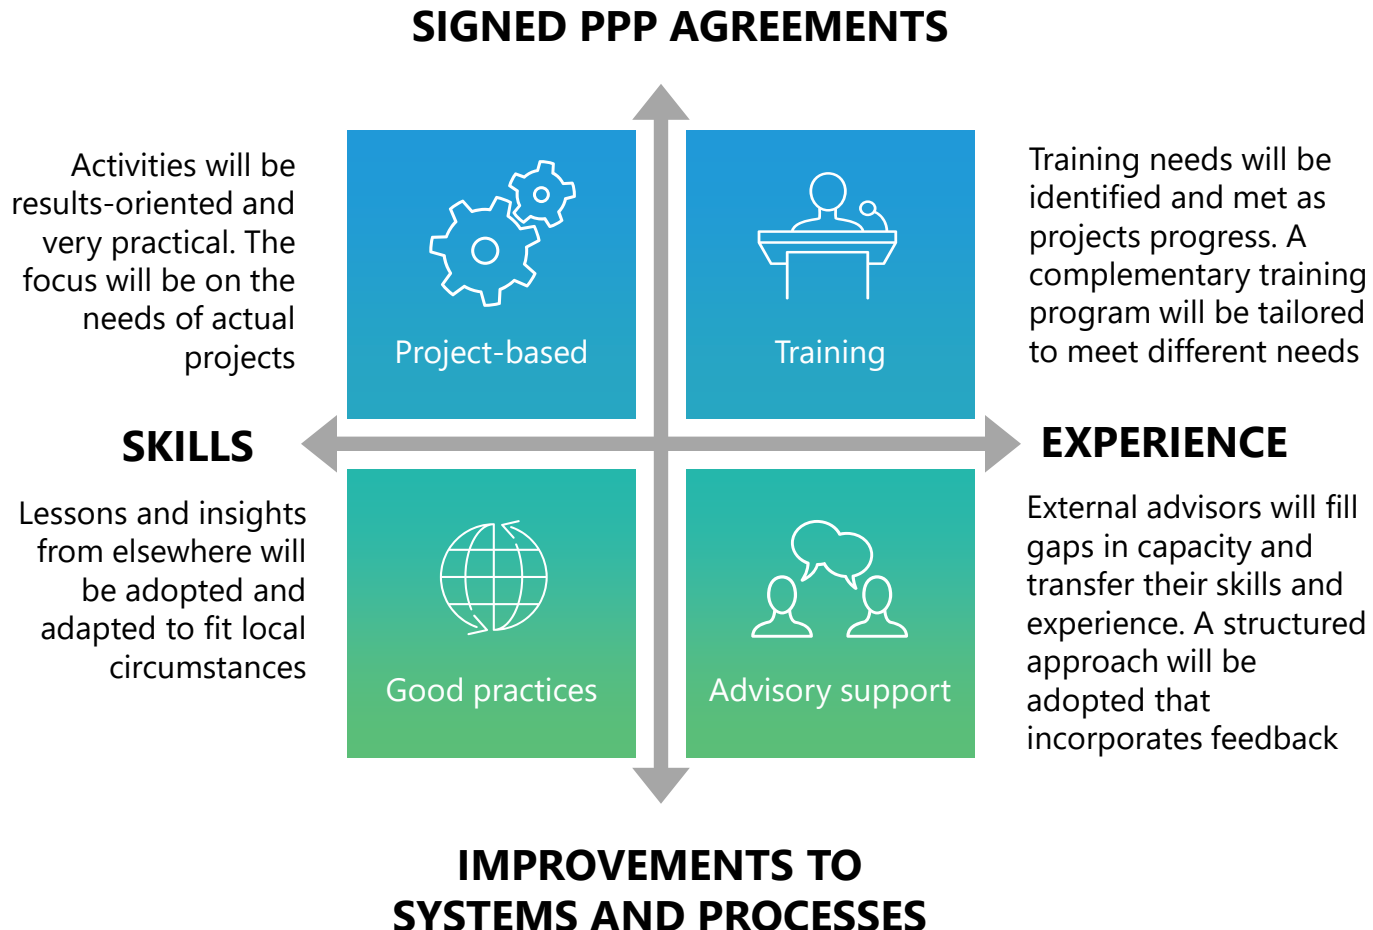 SIGNED PPP AGREEMENTS
Activities will be
results-oriented and
very practical. The
focus will be on the
needs of actual
projects
Project-based
Training
Training needs will be
identified and met as
projects progress. A
complementary training
program will be tailored
to meet different needs
SKILLS
EXPERIENCE
Lessons and insights
from elsewhere will
be adopted and
adapted to fit local
circumstances
Good practices
Advisory support
External advisors will fill
gaps in capacity and
transfer their skills and
experience. A structured
approach will be
adopted that
incorporates feedback
IMPROVEMENTS TO
SYSTEMS AND PROCESSES